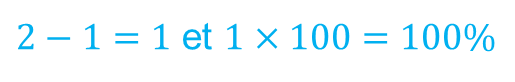 2 − 1 = 1 et 1 × 100 = 100%